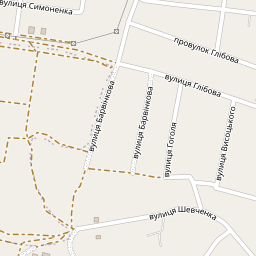 вулиця Симоненка
провулок Глібова
вулиця Глібова
вулиця Барвінкова
вулиця Барвінкова
вулиця Гоголя
вулиця Висоцького
вулиця Шевченка